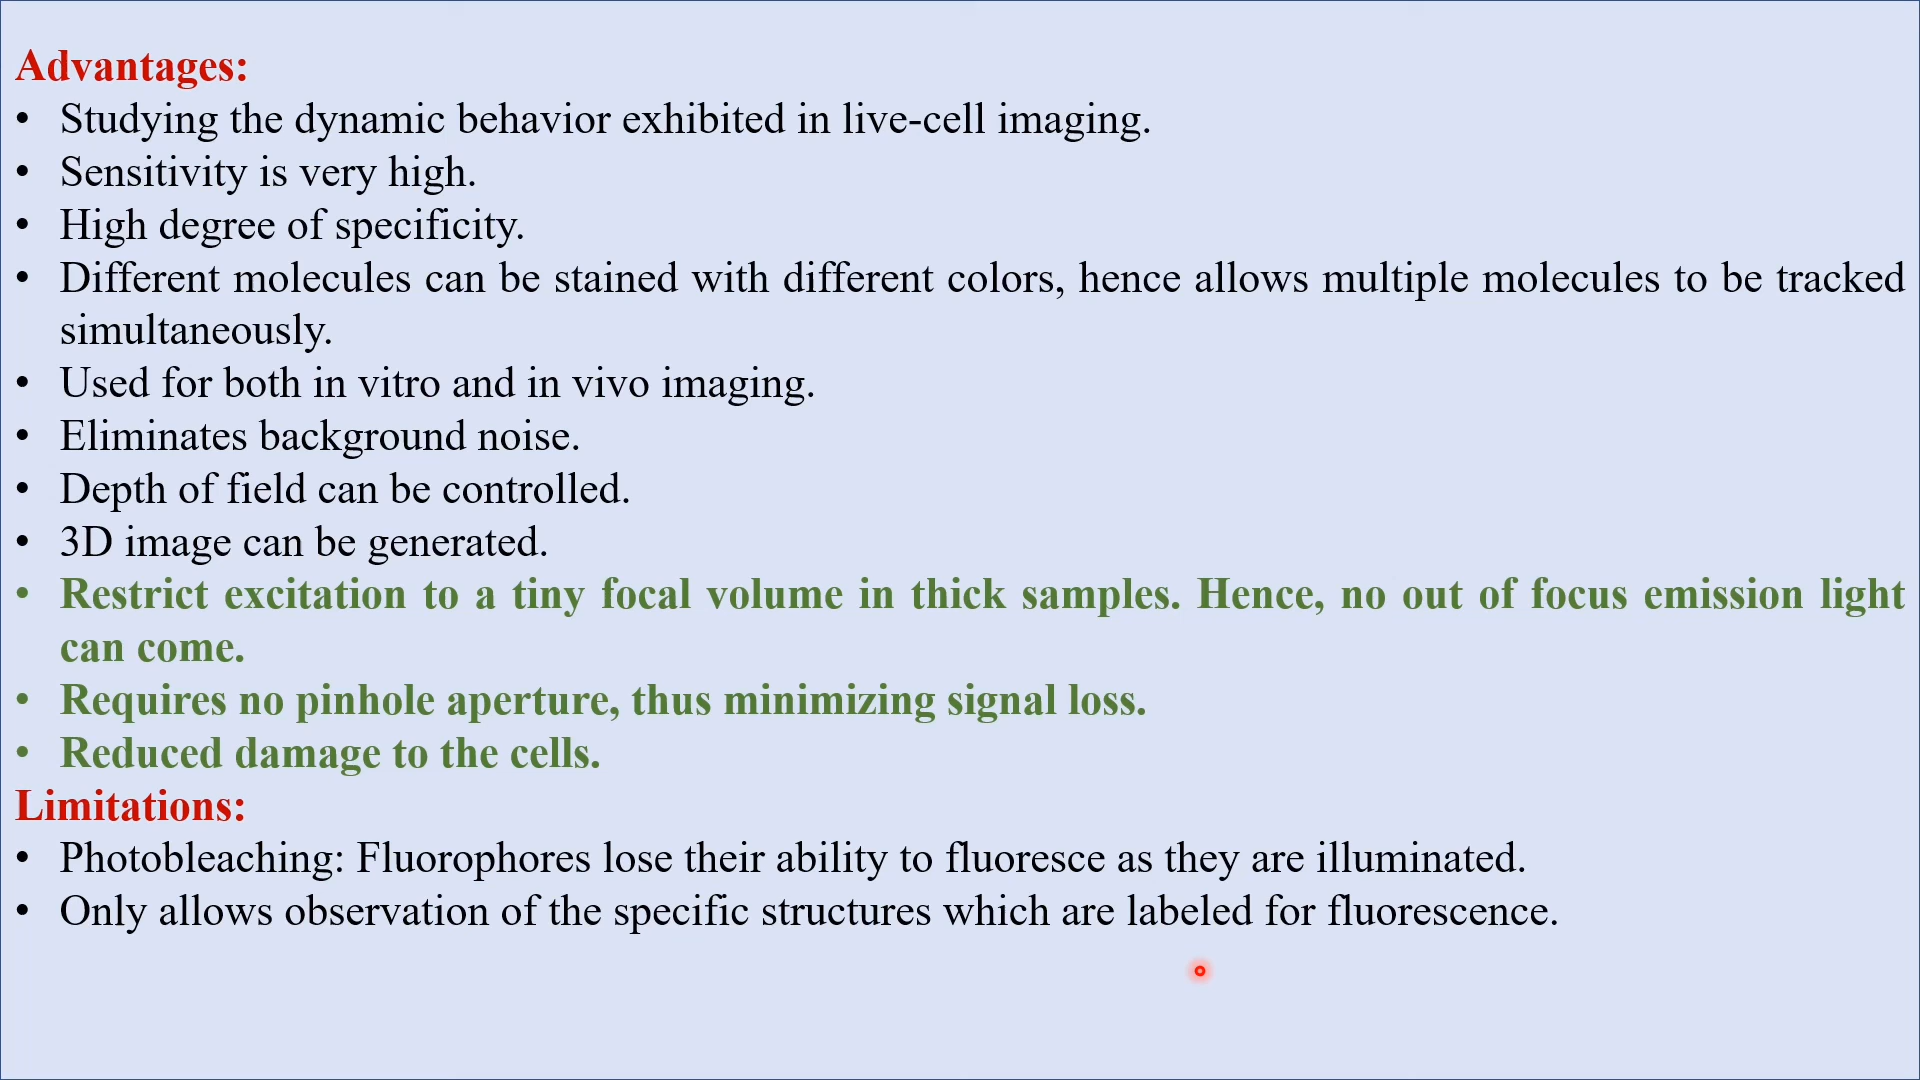 Advantages:
• Studying the dynamic behavior exhibited in live-cell imaging.
• Sensitivity is very high.
• High degree of specificity.
• Different molecules can be stained with different colors, hence allows multiple molecules to be tracked
simultaneously.
• Used for both in vitro and in vivo imaging.
• Eliminates background noise.
• Depth of field can be controlled.
• 3D image can be generated.
• Restrict excitation to a tiny focal volume in thick samples. Hence, no out of focus emission light
can come.
• Requires no pinhole aperture, thus minimizing signal loss.
• Reduced damage to the cells.
Limitations:
• Photobleaching: Fluorophores lose their ability to fluoresce as they are illuminated.
• Only allows observation of the specific structures which are labeled for fluorescence.